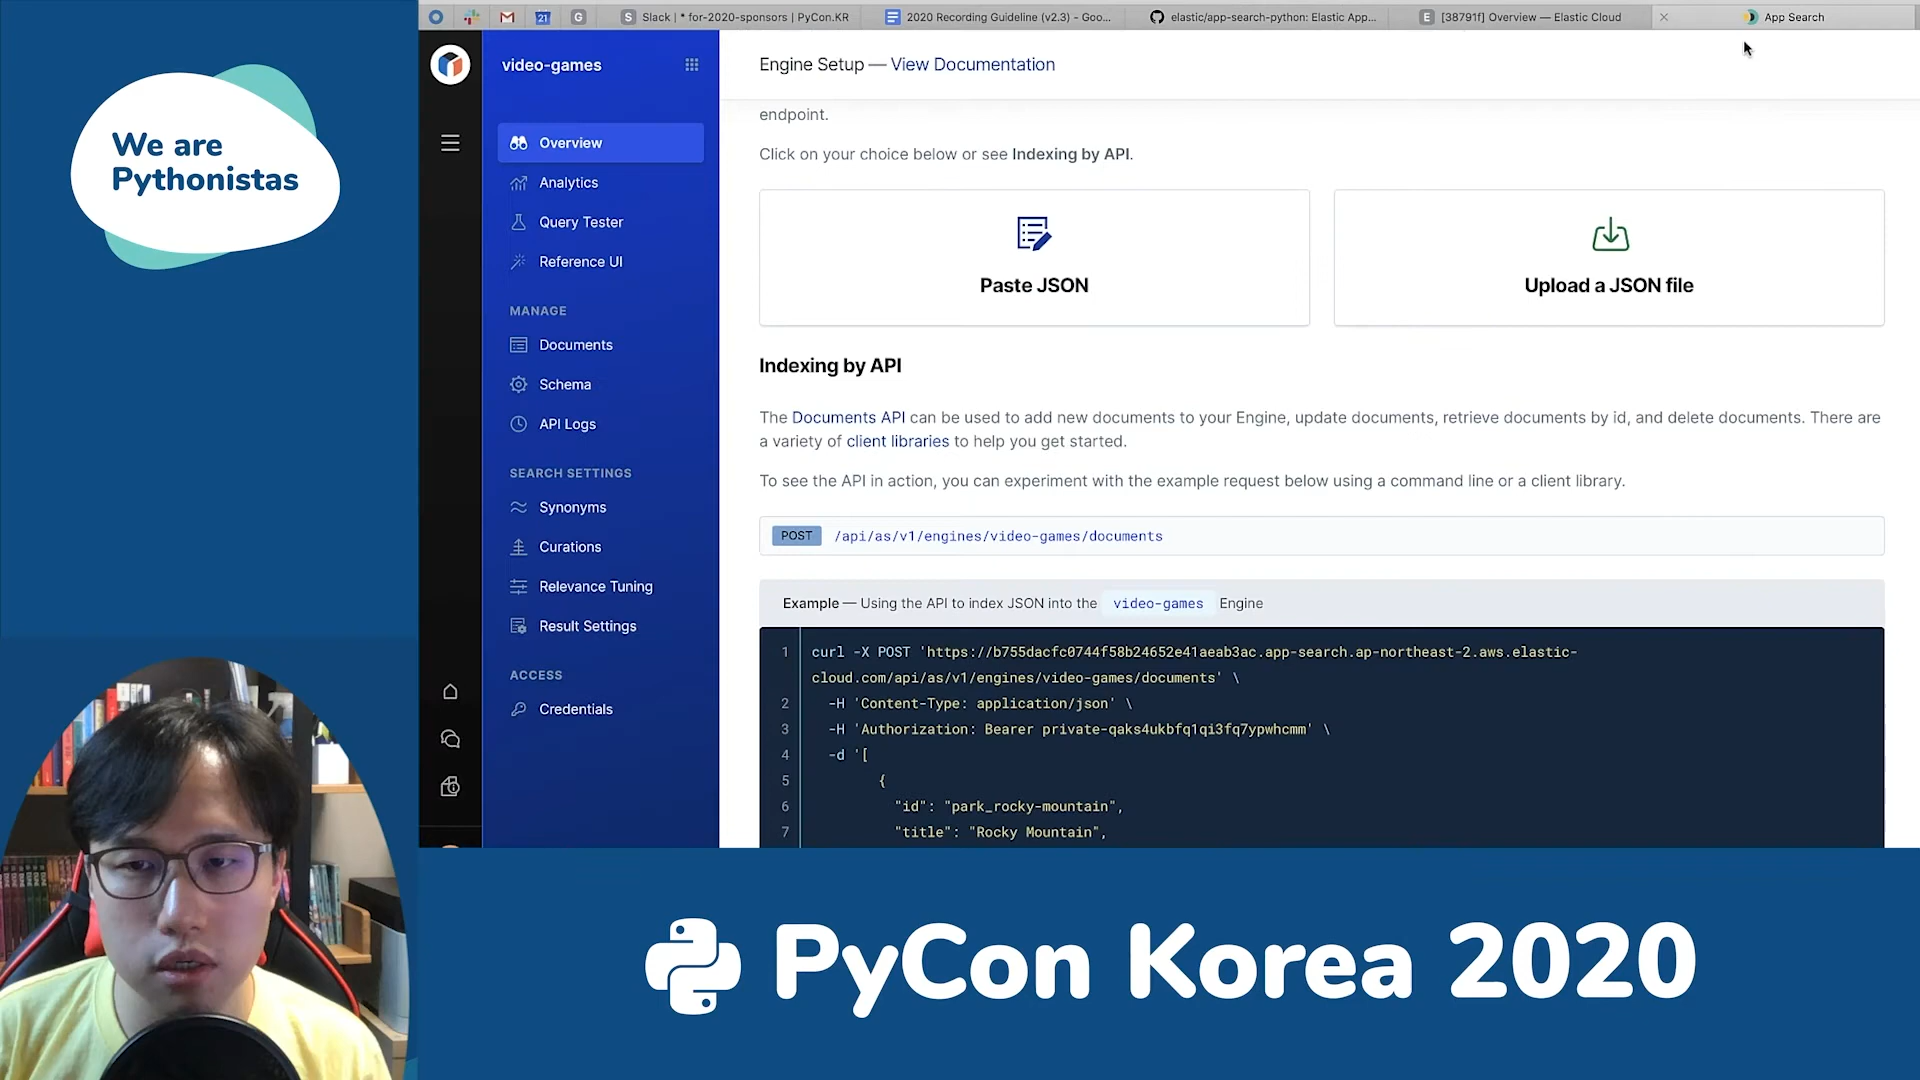 We are
Pythonistas
21
G
S Slack | * for-2020-sponsors | PyCon.KR
2020 Recording Guideline (v2.3) - Goo...
elastic/app-search-python: Elastic App...
E [38791f] Overview — Elastic Cloud
App Search
video-games
Overview
Analytics
Query Tester
Reference UI
MANAGE
Documents
Schema
API Logs
SEARCH SETTINGS
Synonyms
Curations
Relevance Tuning
Result Settings
ACCESS
Credentials
Engine Setup — View Documentation
endpoint.
Click on your choice below or see Indexing by API.
Paste JSON
Upload a JSON file
Indexing by API
The Documents API can be used to add new documents to your Engine, update documents, retrieve documents by id, and delete documents. There are
a variety of client libraries to help you get started.
To see the API in action, you can experiment with the example request below using a command line or a client library.
POST /api/as/v1/engines/video-games/documents
Example — Using the API to index JSON into the video-games Engine
1 curl -X POST 'https://b755dacfc0744f58b24652e41aeab3ac.app-search.ap-northeast-2.aws.elastic-
cloud.com/api/as/v1/engines/video-games/documents' \
2 -H 'Content-Type: application/json' \
3 -H 'Authorization: Bearer private-qaks4ukbfq1qi3fq7ypwhcmm' \
4 -d '[
5 {
6 "id": "park_rocky-mountain",
7 "title": "Rocky Mountain",
PyCon Korea 2020